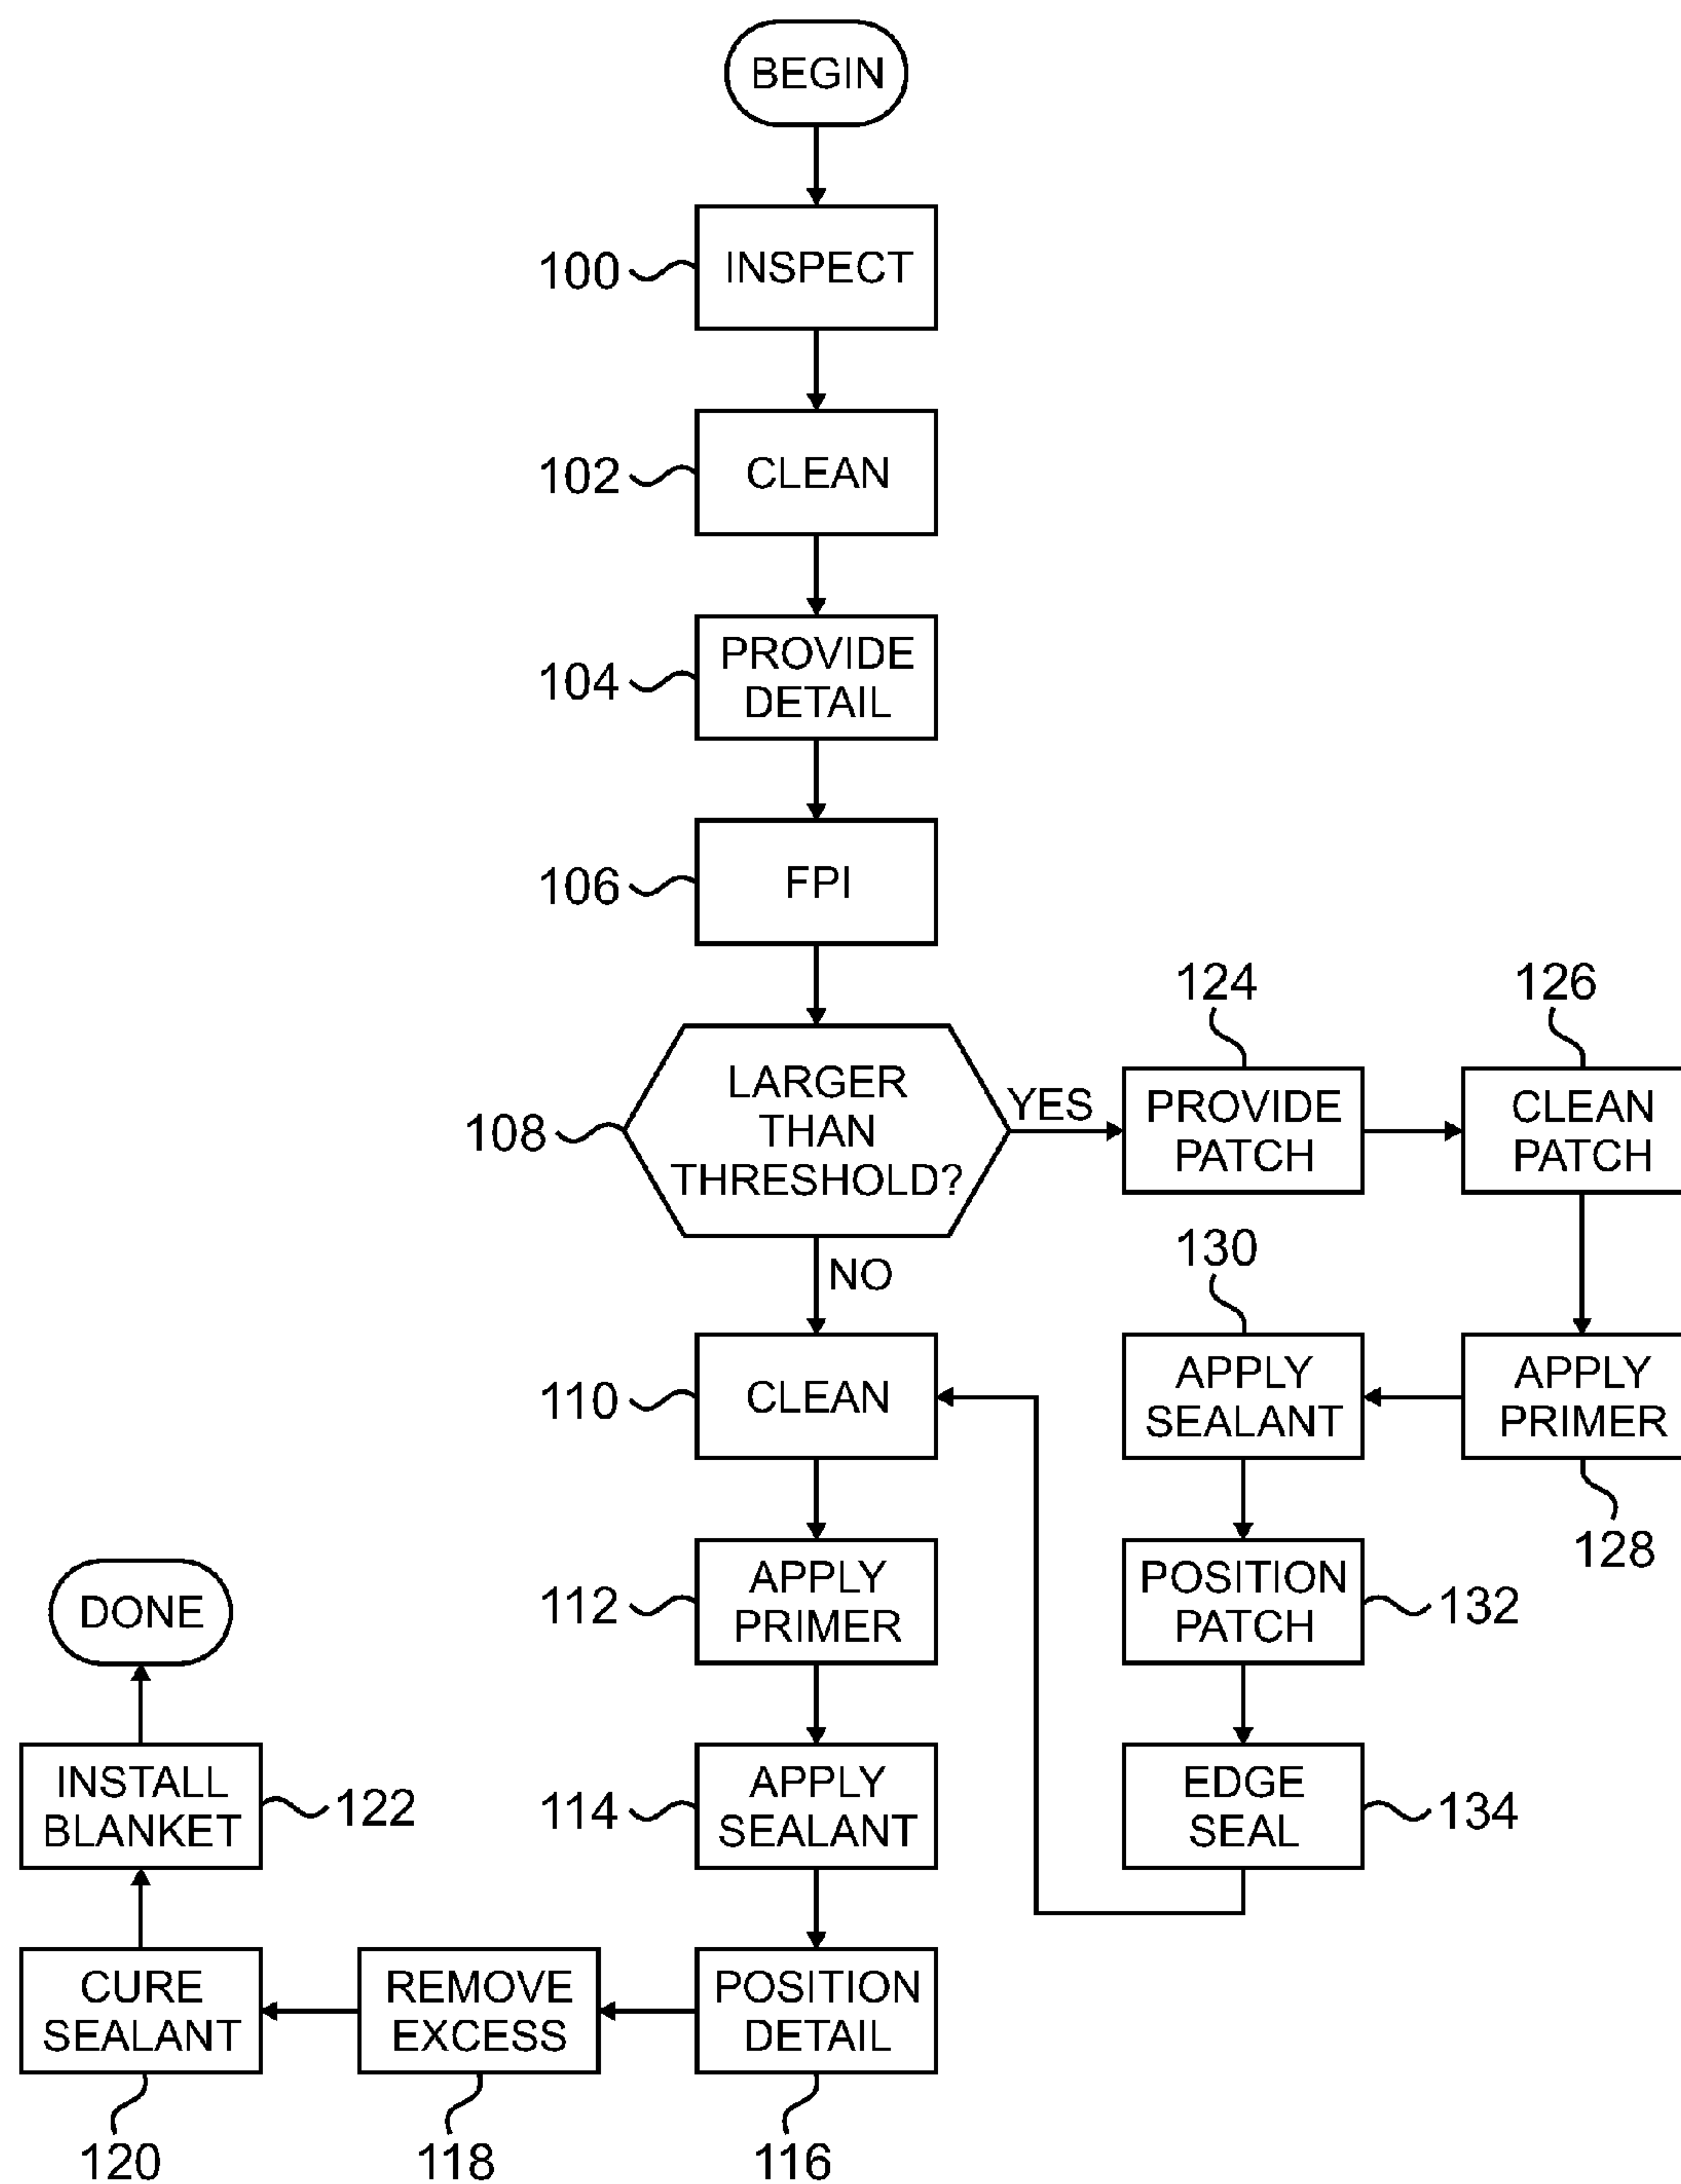 BEGIN
100
INSPECT
102
CLEAN
104
PROVIDE
DETAIL
106
FPI
108
LARGER
THAN
THRESHOLD?
YES
124
PROVIDE
PATCH
126
CLEAN
PATCH
NO
110
CLEAN
130
APPLY
SEALANT
APPLY
PRIMER
128
112
APPLY
PRIMER
POSITION
PATCH
132
DONE
INSTALL
BLANKET
122
114
APPLY
SEALANT
EDGE
SEAL
134
CURE
SEALANT
120
REMOVE
EXCESS
118
POSITION
DETAIL
116